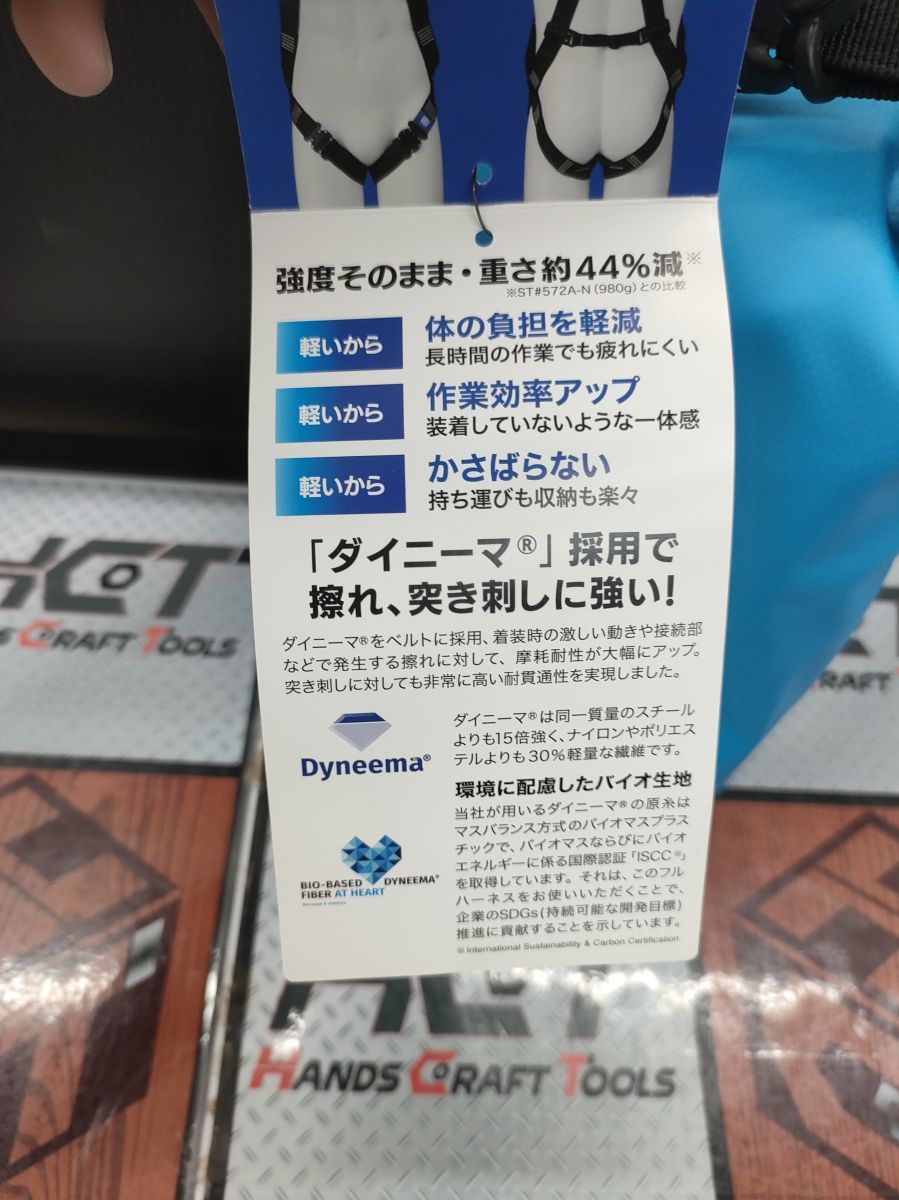 強度そのまま・重さ約44%減※
※ST#572A-N(980g)との比較
軽いから
体の負担を軽減
長時間の作業でも疲れにくい
軽いから
作業効率アップ
装着していないような一体感
軽いから
かさばらない
持ち運びも収納も楽々
「ダイニーマ®」採用で
擦れ、突き刺しに強い!
ダイニーマ®をベルトに採用、着装時の激しい動きや接続部
などで発生する擦れに対して、摩耗耐性が大幅にアップ。
突き刺しに対しても非常に高い耐貫通性を実現しました。
Dyneema®
ダイニーマ®は同一質量のスチール
よりも15倍強く、ナイロンやポリエス
テルよりも30%軽量な繊維です。
環境に配慮したバイオ生地
当社が用いるダイニーマ®の原糸は
マスバランス方式のバイオマスプラス
チックで、バイオマスならびにバイオ
エネルギーに係る国際認証「ISCC※」
を取得しています。それは、このフル
ハーネスをお使いいただくことで、
企業のSDGs(持続可能な開発目標)
推進に貢献することを示しています。
※International Sustainability & Carbon Certification
BIO-BASED DYNEEMA®
FIBER AT HEART
Because it matters
HCT
S CRAFT TOOLS
RAFT
HCT
HANDS CRAFT TOOLS